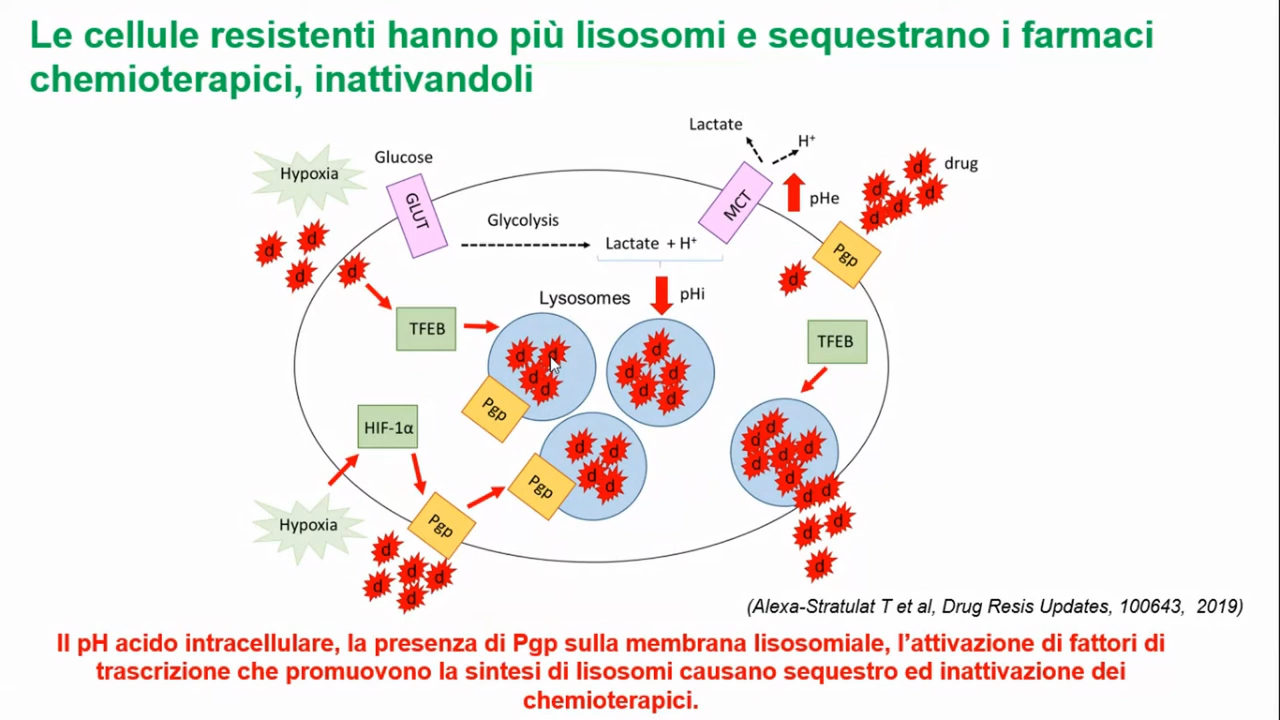 Le cellule resistenti hanno più lisosomi e sequestrano i farmaci
chemioterapici, inattivandoli
Lactate
H⁺
Glucose
Hypoxia
drug
d
d
d
d
d
GLUT
MCT
pHe
Glycolysis
Lactate + H⁺
Pgp
d
d
d
d
d
Lysosomes
pHi
TFEB
TFEB
d
d
d
d
d
d
d
d
d
Pgp
HIF-1α
d
d
d
d
Pgp
d
d
d
d
d
d
d
d
Hypoxia
Pgp
d
d
d
d
d
d
d
d
(Alexa-Stratulat T et al, Drug Resis Updates, 100643, 2019)
Il pH acido intracellulare, la presenza di Pgp sulla membrana lisosomiale, l'attivazione di fattori di
trascrizione che promuovono la sintesi di lisosomi causano sequestro ed inattivazione dei
chemioterapici.